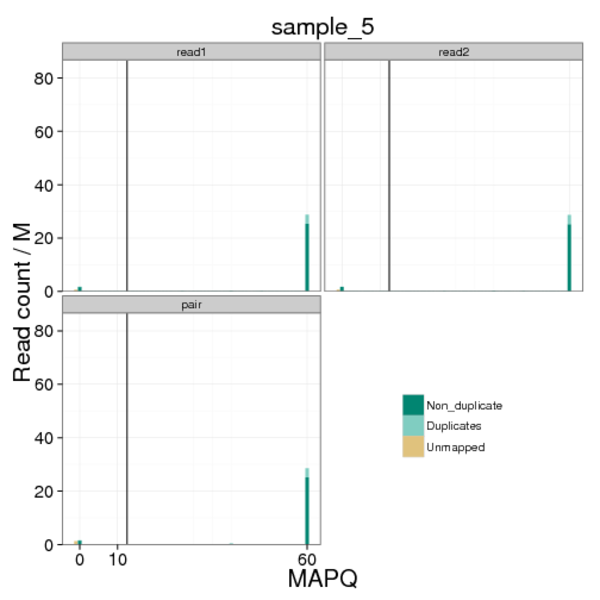 sample_5
read1
read2
80
60
40
20
0
pair
80
60
40
20
0
0 10 60
Read count / M
MAPQ
Non_duplicate
Duplicates
Unmapped